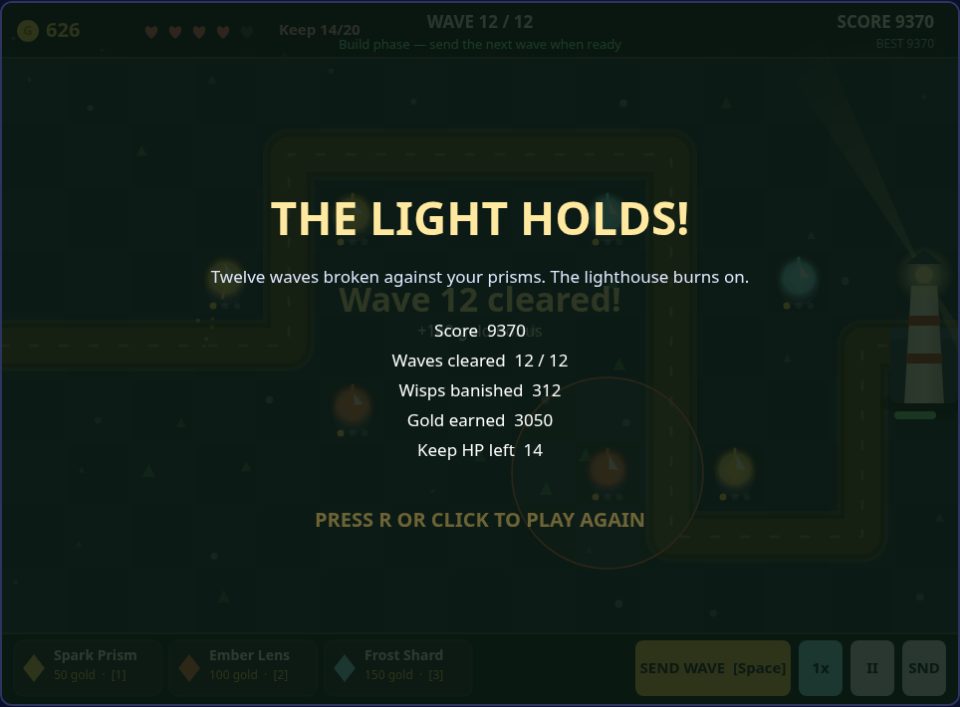 G 626
Keep 14/20
WAVE 12 / 12
Build phase — send the next wave when ready
SCORE 9370
BEST 9370
THE LIGHT HOLDS!
Twelve waves broken against your prisms. The lighthouse burns on.
Wave 12 cleared!
Score 9370
Waves cleared 12 / 12
Wisps banished 312
Gold earned 3050
Keep HP left 14
PRESS R OR CLICK TO PLAY AGAIN
Spark Prism
50 gold · [1]
Ember Lens
100 gold · [2]
Frost Shard
150 gold · [3]
SEND WAVE [Space]
1x
II
SND